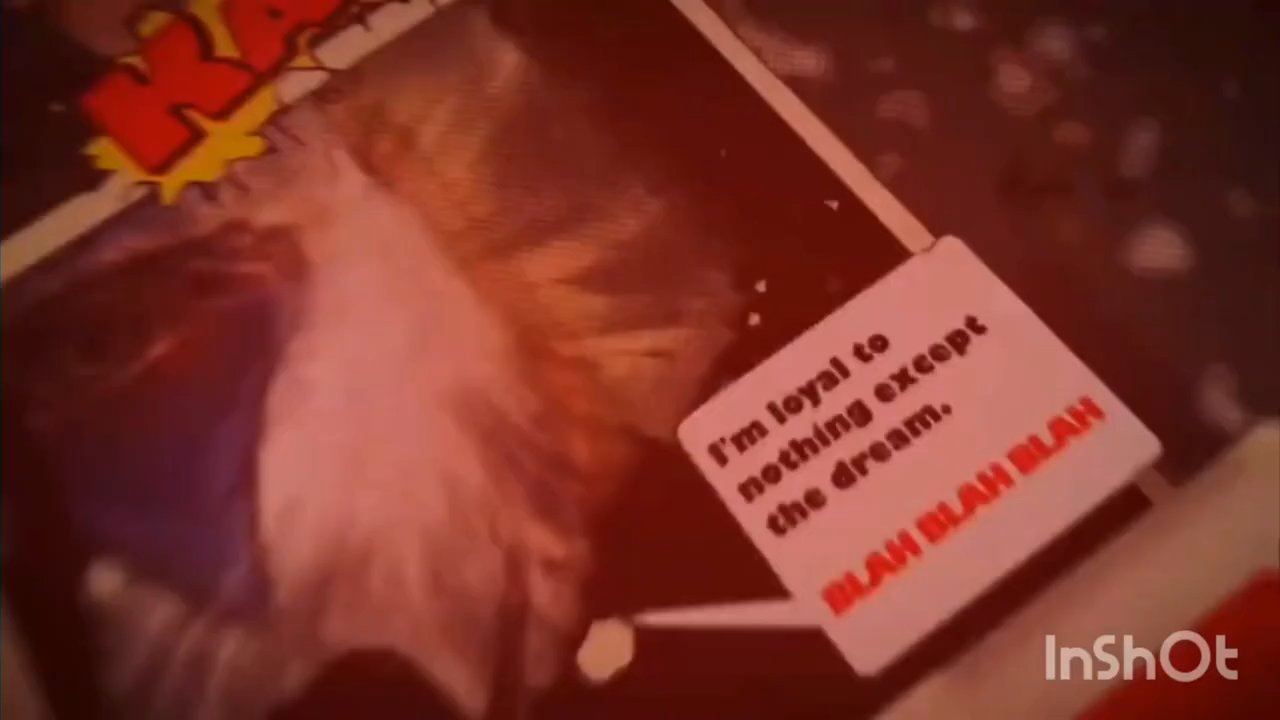 I'm loyal to
nothing except
the dream.
BLAH BLAH BLAH
InShOt